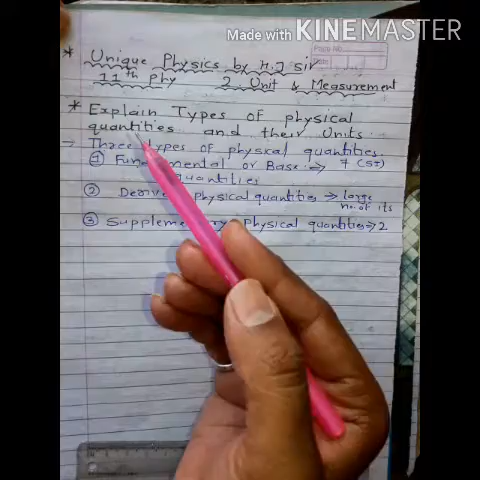 Made with KINEMASTER
Page No.
* Unique Physics by H.J Sir
11th Phy 2. Unit & Measurement
* Explain Types of physical
quantities and their Units.
→ Three types of physical quantities.
① Fundamental or Base ⇒ 7 (SI)
quantities
② physical quantities → large
no. of its
③ physical quantities ⇒ 2